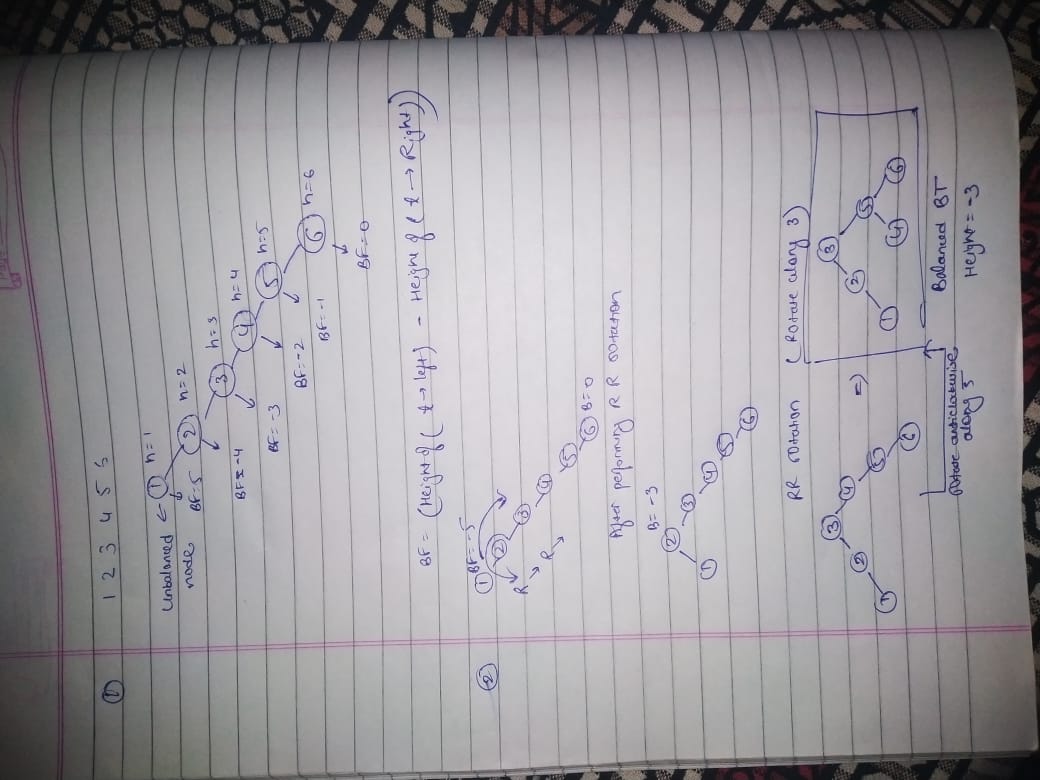 ① 1 2 3 4 5 6
Unbalanced ← ① h=1
node
BF-5 ② h=2
BF=-4 ③ h=3
BF=-3 ④ h=4
BF=-2 ⑤ h=5
BF=-1 ⑥ h=6
BF=0
BF = (Height of (t → left) - Height of (t → Right))
② BF=-5
① ② ③ ④ ⑤ ⑥ B=0
R → R →
After performing R R rotation
B = -3
② ③ ④ ⑤ ⑥
①
RR rotation (Rotate along 3)
③ ④ ⑤ ⑥
② ①
=)
③
② ⑤
① ④ ⑥
Rotate anticlockwise
along 5
Balanced BT
Height = -3